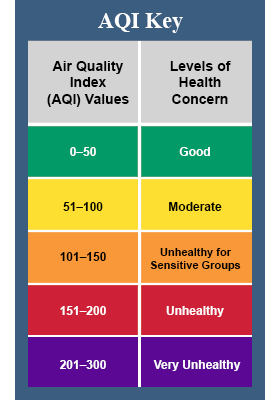 AQI Key
Air Quality
Index
(AQI) Values
Levels of
Health
Concern
0–50
Good
51–100
Moderate
101–150
Unhealthy for
Sensitive Groups
151–200
Unhealthy
201–300
Very Unhealthy